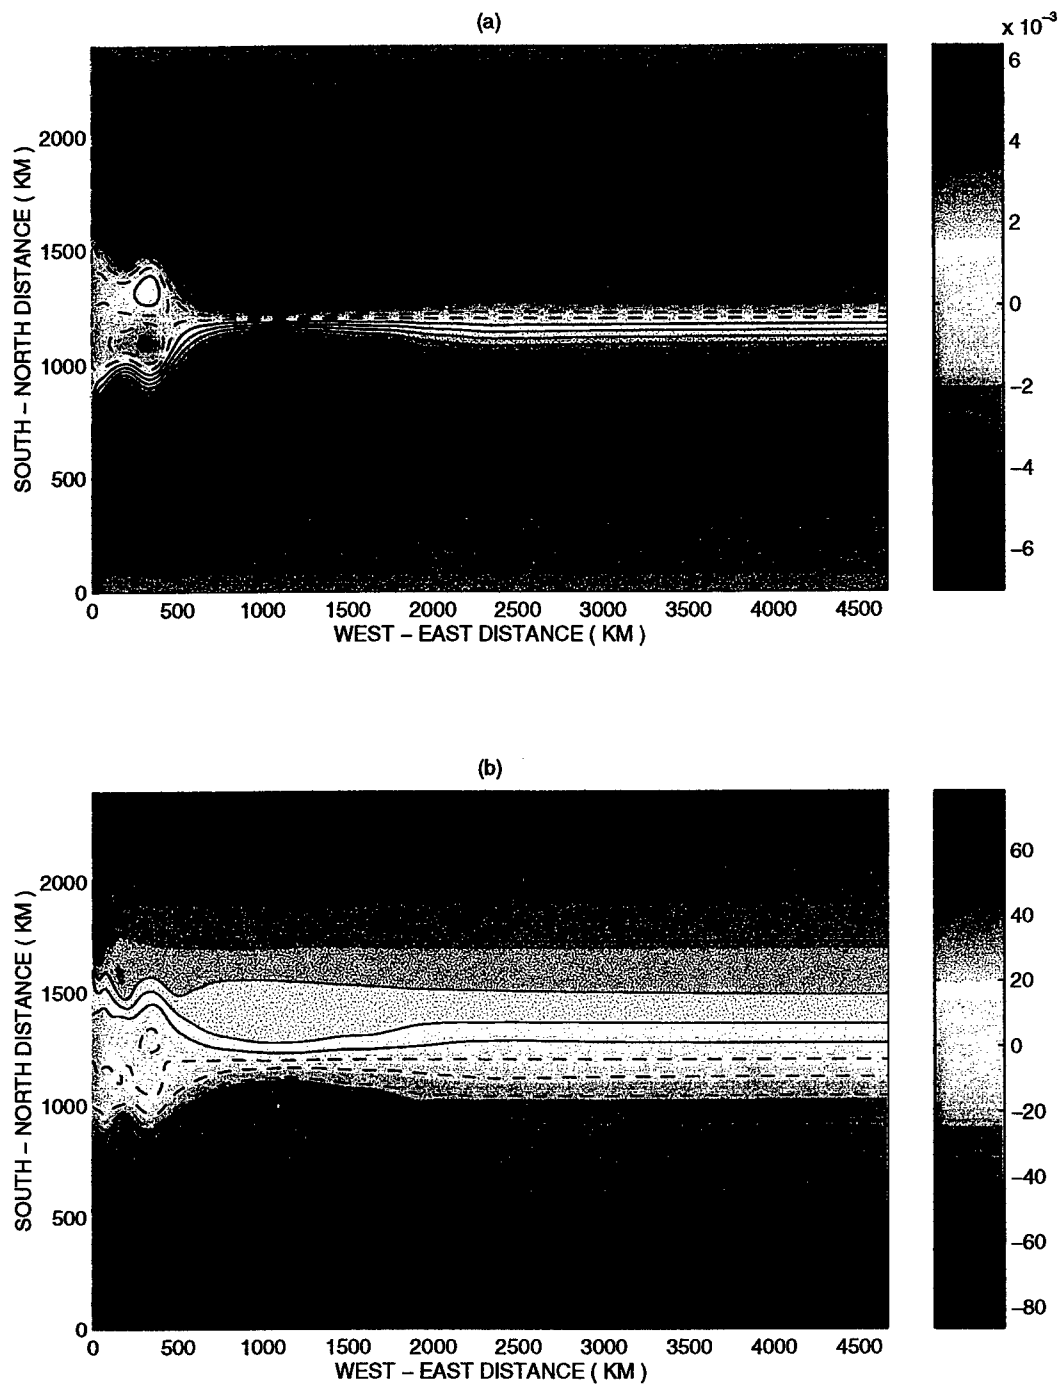 (a)
x 10⁻³
SOUTH – NORTH DISTANCE ( KM )
2000
1500
1000
500
0
0 500 1000 1500 2000 2500 3000 3500 4000 4500
WEST – EAST DISTANCE ( KM )
6
4
2
0
−2
−4
−6
(b)
SOUTH – NORTH DISTANCE ( KM )
2000
1500
1000
500
0
0 500 1000 1500 2000 2500 3000 3500 4000 4500
WEST – EAST DISTANCE ( KM )
60
40
20
0
−20
−40
−60
−80